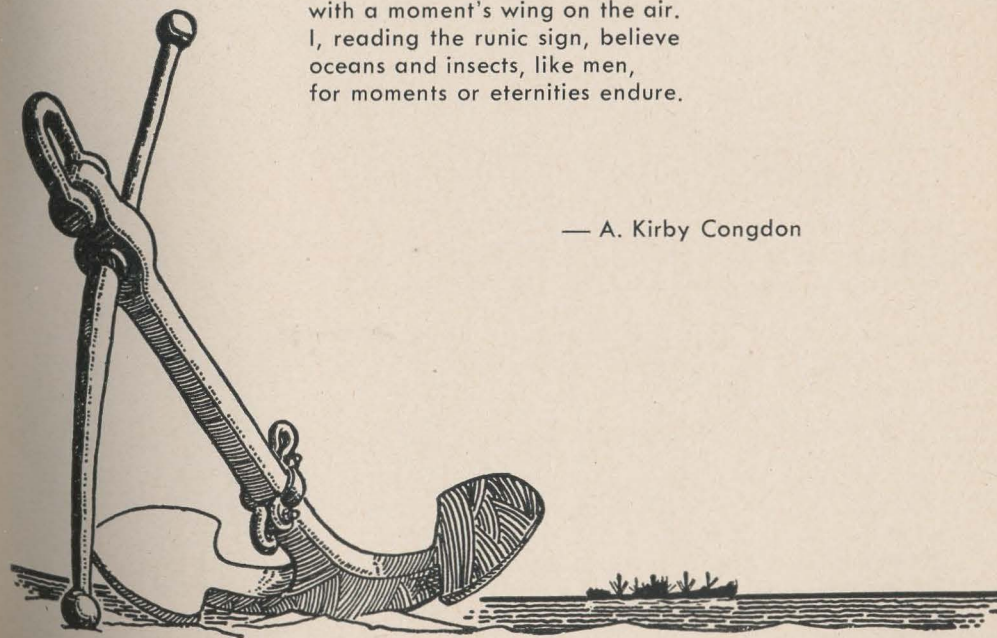 with a moment's wing on the air.
I, reading the runic sign, believe
oceans and insects, like men,
for moments or eternities endure.
— A. Kirby Congdon